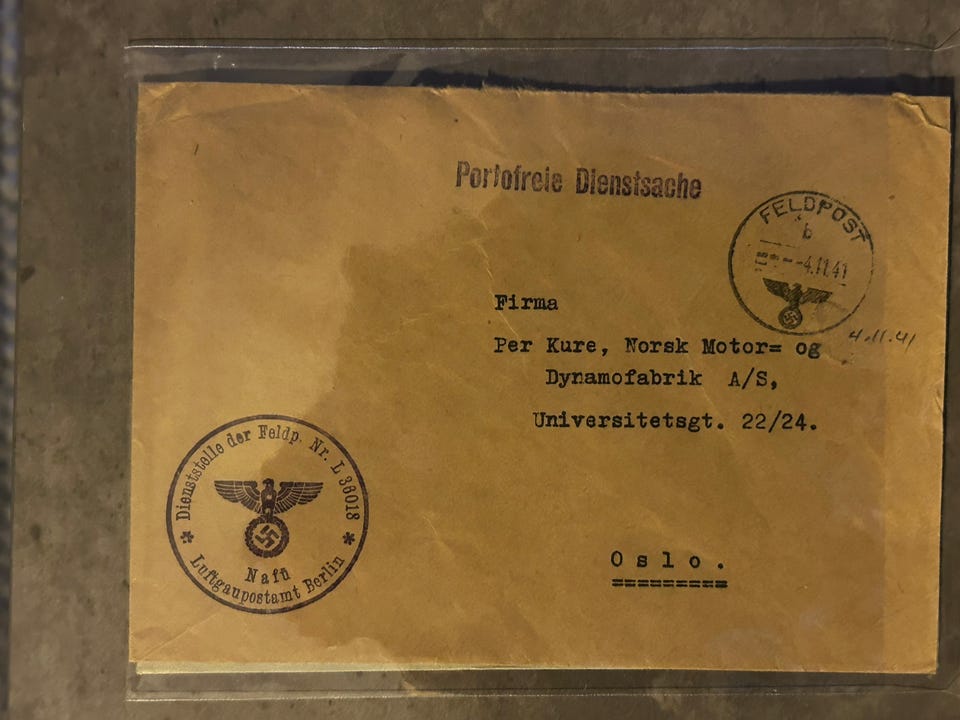 Portofreie Dienstsache
FELDPOST
b
-4.11.41
4.11.41
Firma
Per Kure, Norsk Motor= og
Dynamofabrik A/S,
Universitetsgt. 22/24.
Oslo.
Dienststelle der Feldp. Nr. L 36018
Nafü
Luftgaupostamt Berlin